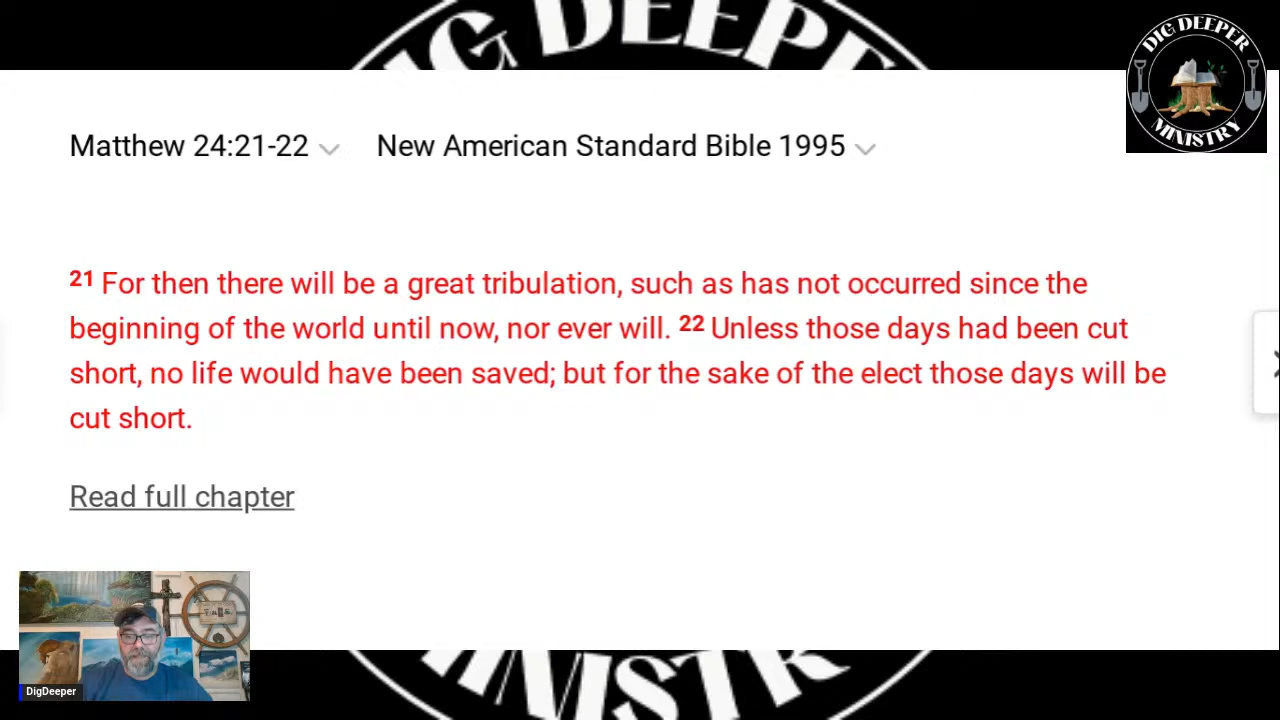 DIG DEEPER
DIG DEEPER
MINISTRY
Matthew 24:21-22 New American Standard Bible 1995
21 For then there will be a great tribulation, such as has not occurred since the
beginning of the world until now, nor ever will. 22 Unless those days had been cut
short, no life would have been saved; but for the sake of the elect those days will be
cut short.
Read full chapter
DigDeeper
MINISTR